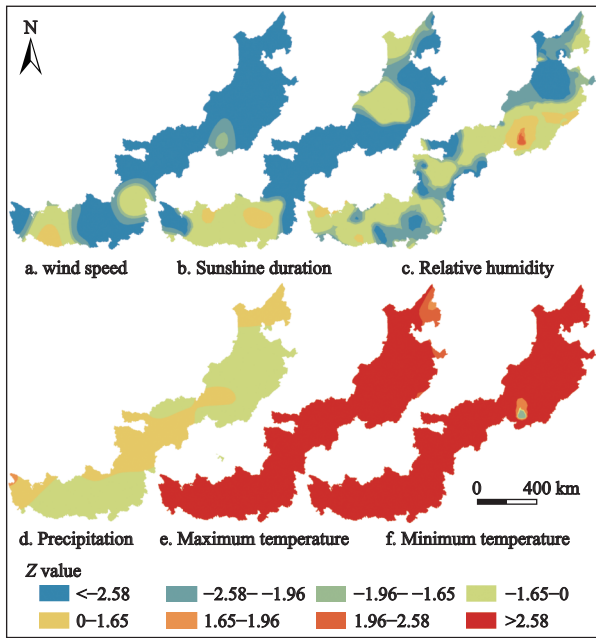 N
a. wind speed
b. Sunshine duration
c. Relative humidity
0 400 km
d. Precipitation
e. Maximum temperature
f. Minimum temperature
Z value
<−2.58
−2.58− −1.96
−1.96− −1.65
−1.65−0
0−1.65
1.65−1.96
1.96−2.58
>2.58